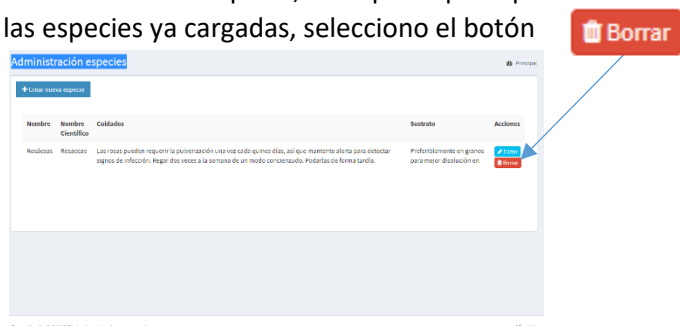 las especies ya cargadas, selecciono el botón
Borrar
Administración especies
Principal
+Crear nueva especie
Nombre Nombre Científico Cuidados Sustrato Acciones
Rosáceas Rosaceae Las rosas pueden requerir la pulverización una vez cada quince días, así que mantente alerta para detectar
signos de infección. Regar dos veces a la semana de un modo concienzudo. Podarlas de forma tardía.
Preferiblemente en granos
para mejor disolución en
Editar
Borrar